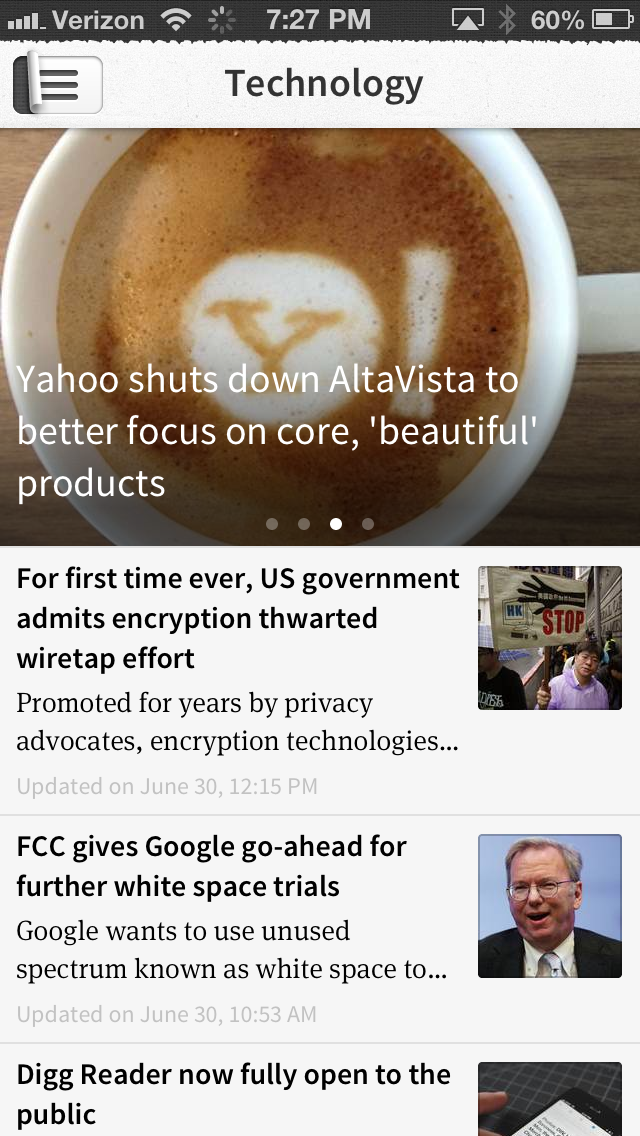 Verizon 7:27 PM 60%
Technology
Y!
Yahoo shuts down AltaVista to
better focus on core, 'beautiful'
products
For first time ever, US government
admits encryption thwarted
wiretap effort
HK
STOP
Promoted for years by privacy
advocates, encryption technologies...
Updated on June 30, 12:15 PM
FCC gives Google go-ahead for
further white space trials
Google wants to use unused
spectrum known as white space to...
Updated on June 30, 10:53 AM
Digg Reader now fully open to the
public